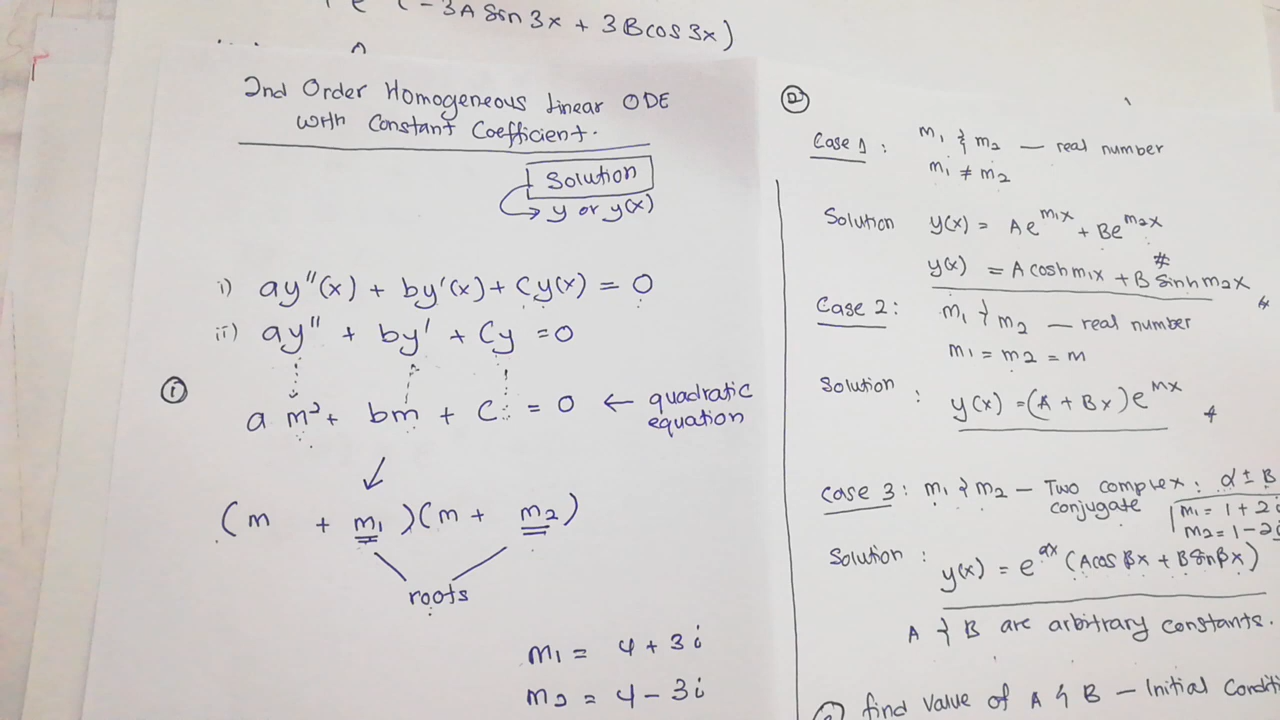 e (-3A Sin 3x + 3B cos 3x)
2nd Order Homogeneous Linear ODE
with Constant Coefficient.
Solution
→ y or y(x)
i) ay"(x) + by'(x) + Cy(x) = 0
ii) ay" + by' + Cy = 0
①
a m² + bm + C = 0 ← quadratic
equation
(m + m₁)(m + m₂)
roots
m₁ = 4 + 3i
m₂ = 4 - 3i
②
Case 1: m₁ & m₂ — real number
m₁ ≠ m₂
Solution y(x) = Ae^m₁x + Be^m₂x
#
y(x) = A cosh m₁x + B sinh m₂x
Case 2: m₁ & m₂ — real number
m₁ = m₂ = m
Solution : y(x) = (A + Bx)e^mx
Case 3: m₁ & m₂ — Two complex: α ± β
conjugate
m₁ = 1 + 2i
m₂ = 1 - 2i
Solution : y(x) = e^αx (A cos βx + B sin βx)
A & B are arbitrary constants.
find value of A & B — Initial Conditi